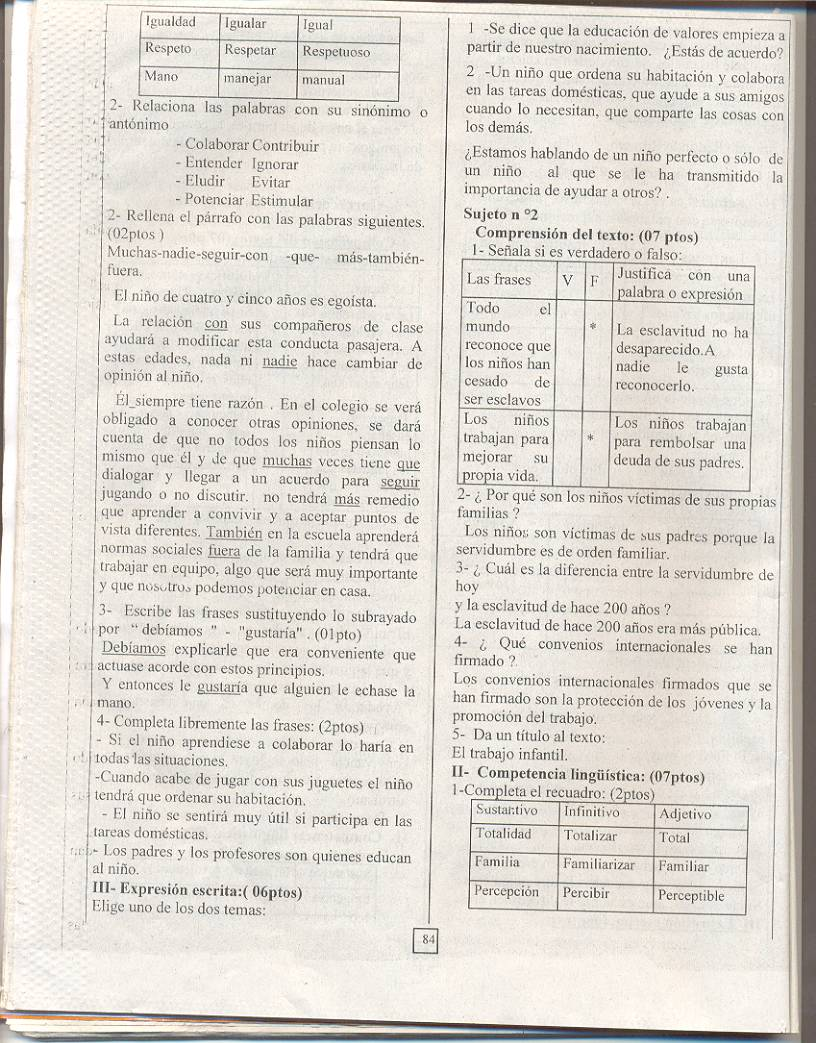 Igualdad Igualar Igual
Respeto Respetar Respetuoso
Mano manejar manual
2- Relaciona las palabras con su sinónimo o
antónimo
- Colaborar Contribuir
- Entender Ignorar
- Eludir Evitar
- Potenciar Estimular
2- Rellena el párrafo con las palabras siguientes.
(02ptos )
Muchas-nadie-seguir-con -que- más-también-
fuera.
El niño de cuatro y cinco años es egoísta.
La relación con sus compañeros de clase
ayudará a modificar esta conducta pasajera. A
estas edades, nada ni nadie hace cambiar de
opinión al niño.
Él siempre tiene razón . En el colegio se verá
obligado a conocer otras opiniones, se dará
cuenta de que no todos los niños piensan lo
mismo que él y de que muchas veces tiene que
dialogar y llegar a un acuerdo para seguir
jugando o no discutir. no tendrá más remedio
que aprender a convivir y a aceptar puntos de
vista diferentes. También en la escuela aprenderá
normas sociales fuera de la familia y tendrá que
trabajar en equipo, algo que será muy importante
y que nosotros podemos potenciar en casa.
3- Escribe las frases sustituyendo lo subrayado
por “ debíamos ” - "gustaría" . (01pto)
Debíamos explicarle que era conveniente que
actuase acorde con estos principios.
Y entonces le gustaría que alguien le echase la
mano.
4- Completa libremente las frases: (2ptos)
- Si el niño aprendiese a colaborar lo haría en
todas las situaciones.
-Cuando acabe de jugar con sus juguetes el niño
tendrá que ordenar su habitación.
- El niño se sentirá muy útil si participa en las
tareas domésticas.
- Los padres y los profesores son quienes educan
al niño.
III- Expresión escrita:( 06ptos)
Elige uno de los dos temas:
1 -Se dice que la educación de valores empieza a
partir de nuestro nacimiento. ¿Estás de acuerdo?
2 -Un niño que ordena su habitación y colabora
en las tareas domésticas, que ayude a sus amigos
cuando lo necesitan, que comparte las cosas con
los demás.
¿Estamos hablando de un niño perfecto o sólo de
un niño al que se le ha transmitido la
importancia de ayudar a otros? .
Sujeto n °2
Comprensión del texto: (07 ptos)
1- Señala si es verdadero o falso:
Las frases V F Justifica con una
palabra o expresión
Todo el
mundo * La esclavitud no ha
reconoce que desaparecido.A
los niños han nadie le gusta
cesado de reconocerlo.
ser esclavos
Los niños Los niños trabajan
trabajan para * para rembolsar una
mejorar su deuda de sus padres.
propia vida.
2- ¿ Por qué son los niños víctimas de sus propias
familias ?
Los niños son víctimas de sus padres porque la
servidumbre es de orden familiar.
3- ¿ Cuál es la diferencia entre la servidumbre de
hoy
y la esclavitud de hace 200 años ?
La esclavitud de hace 200 años era más pública.
4- ¿ Qué convenios internacionales se han
firmado ?
Los convenios internacionales firmados que se
han firmado son la protección de los jóvenes y la
promoción del trabajo.
5- Da un título al texto:
El trabajo infantil.
II- Competencia lingüística: (07ptos)
1-Completa el recuadro: (2ptos)
Sustantivo Infinitivo Adjetivo
Totalidad Totalizar Total
Familia Familiarizar Familiar
Percepción Percibir Perceptible
84